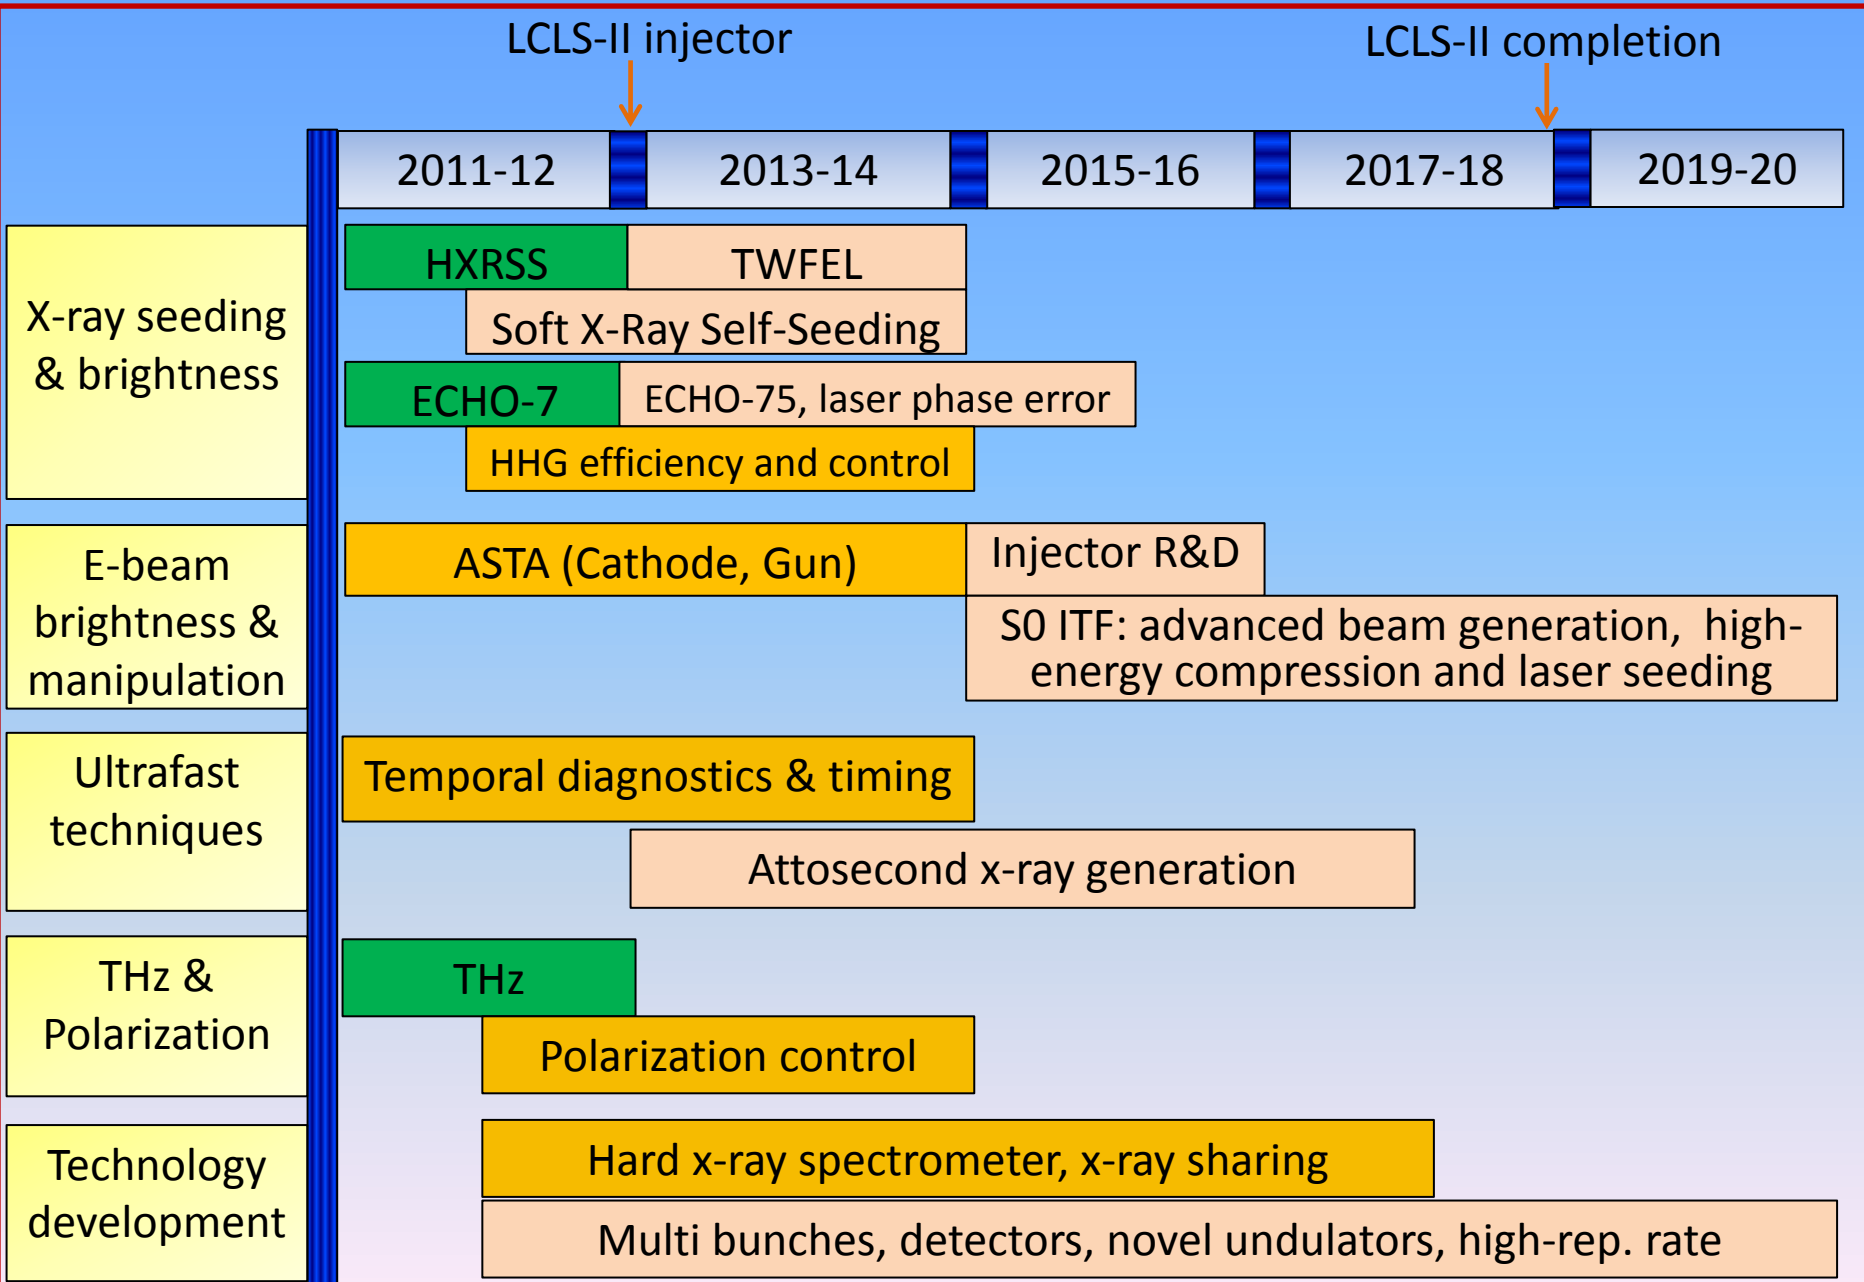 LCLS-II injector
LCLS-II completion
2011-12
2013-14
2015-16
2017-18
2019-20
X-ray seeding
& brightness
HXRSS
TWFEL
Soft X-Ray Self-Seeding
ECHO-7
ECHO-75, laser phase error
HHG efficiency and control
E-beam
brightness &
manipulation
ASTA (Cathode, Gun)
Injector R&D
S0 ITF: advanced beam generation, high-
energy compression and laser seeding
Ultrafast
techniques
Temporal diagnostics & timing
Attosecond x-ray generation
THz &
Polarization
THz
Polarization control
Technology
development
Hard x-ray spectrometer, x-ray sharing
Multi bunches, detectors, novel undulators, high-rep. rate